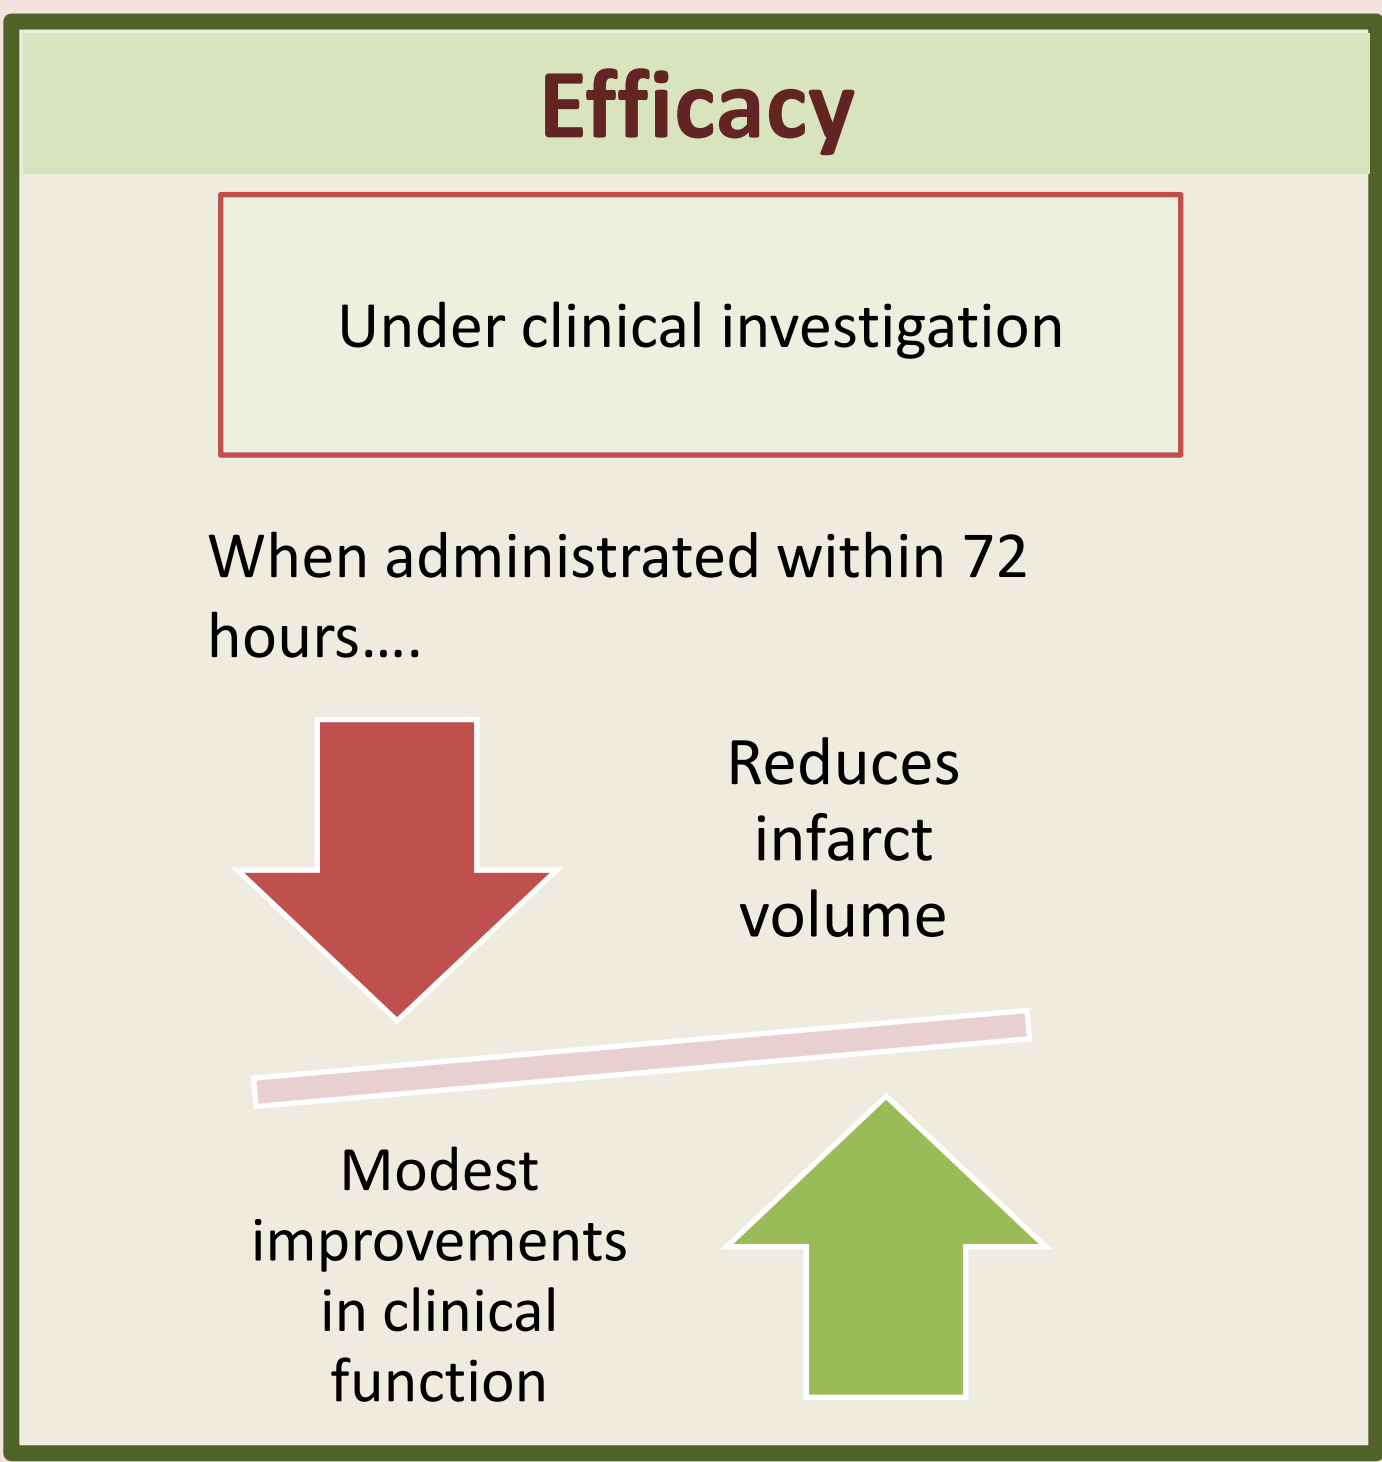 Efficacy
Under clinical investigation
When administrated within 72
hours....
Reduces
infarct
volume
Modest
improvements
in clinical
function